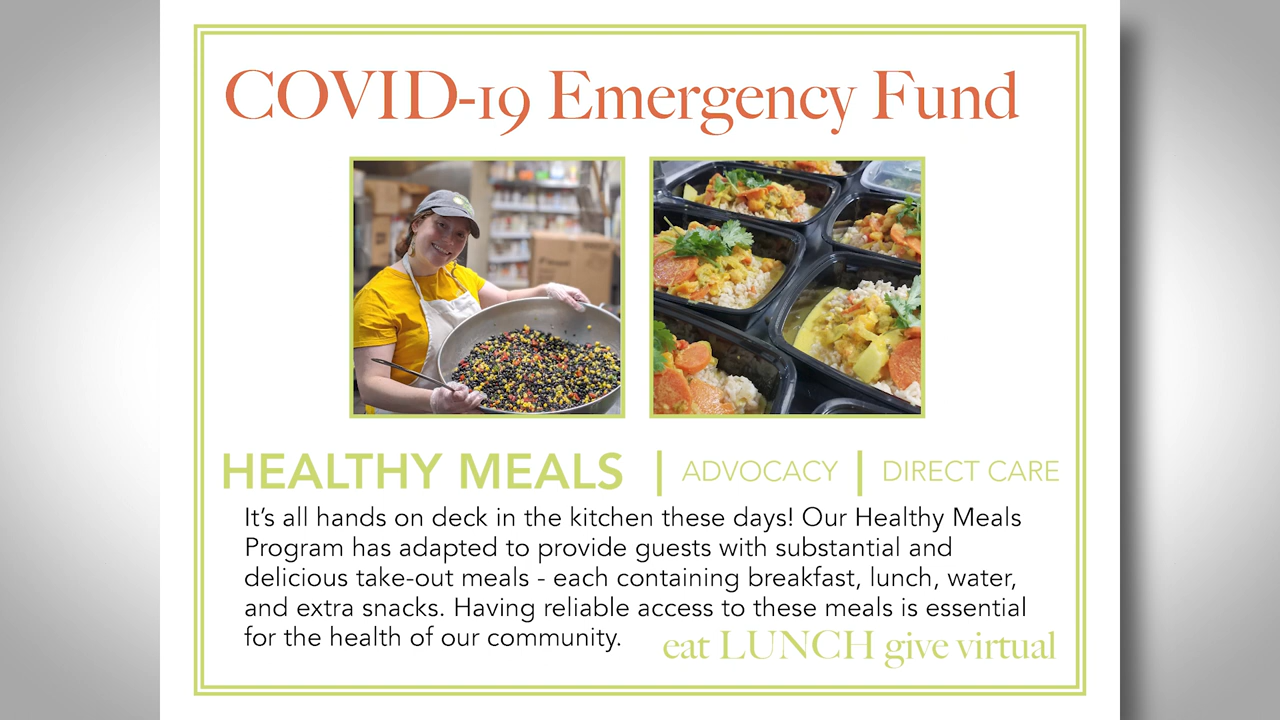 COVID-19 Emergency Fund
HEALTHY MEALS | ADVOCACY | DIRECT CARE
It's all hands on deck in the kitchen these days! Our Healthy Meals
Program has adapted to provide guests with substantial and
delicious take-out meals - each containing breakfast, lunch, water,
and extra snacks. Having reliable access to these meals is essential
for the health of our community.
eat LUNCH give virtual